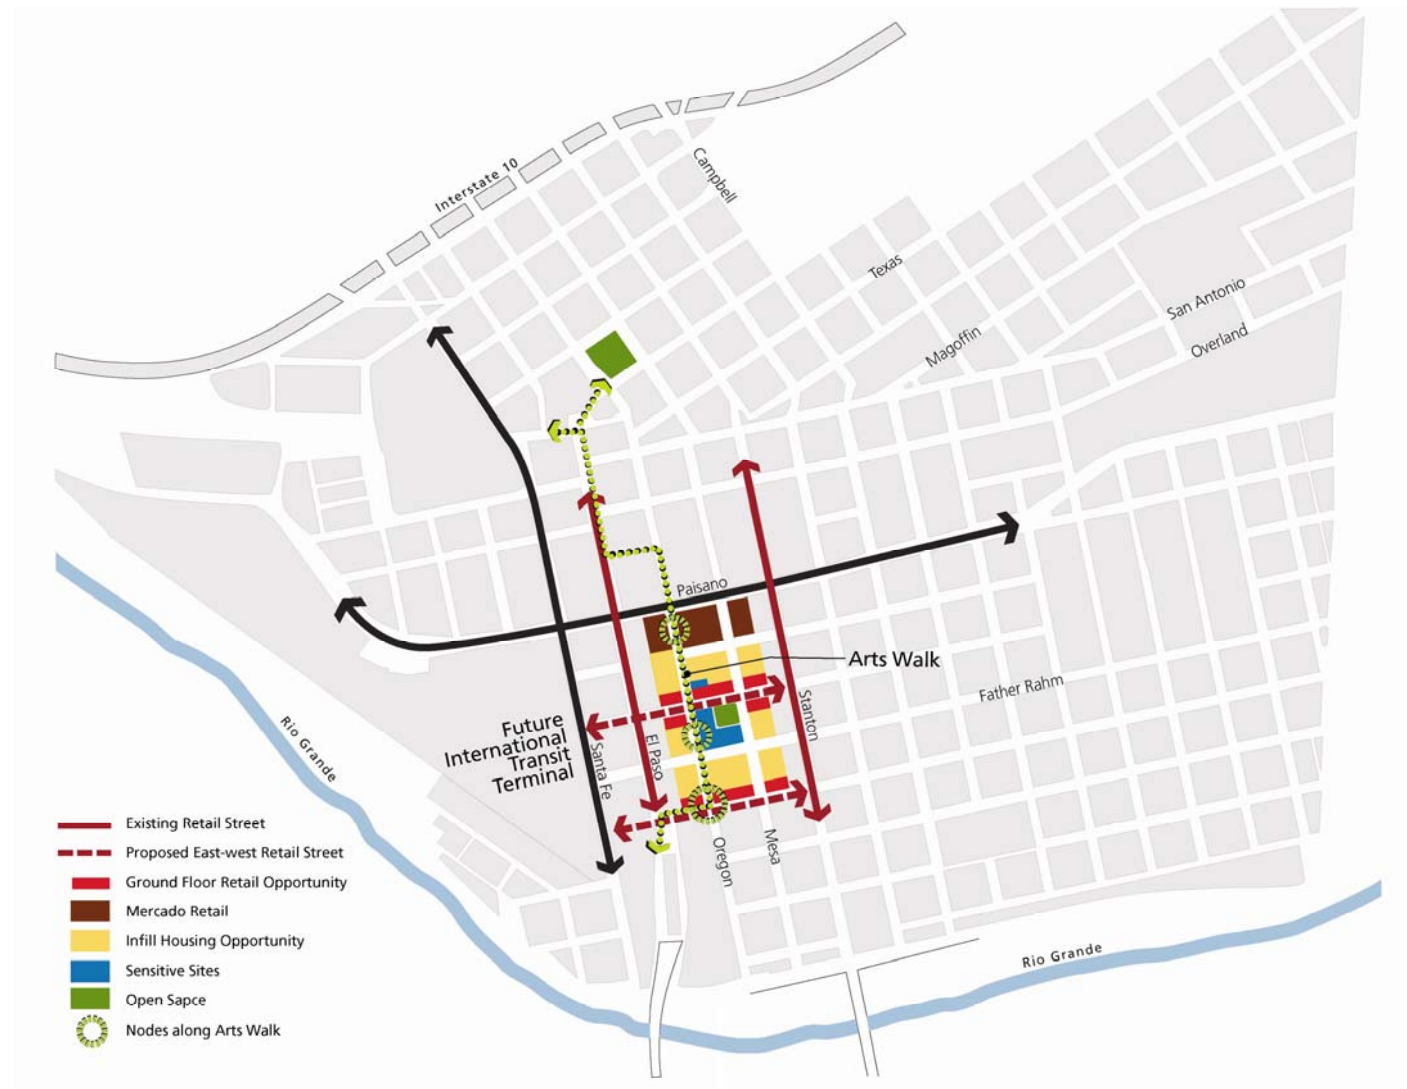 Interstate 10
Campbell
Texas
San Antonio
Magoffin
Overland
Paisano
Arts Walk
Father Rahm
Stanton
Future
International
Transit
Terminal
Santa Fe
El Paso
Rio Grande
Oregon
Mesa
Rio Grande
Existing Retail Street
Proposed East-west Retail Street
Ground Floor Retail Opportunity
Mercado Retail
Infill Housing Opportunity
Sensitive Sites
Open Sapce
Nodes along Arts Walk